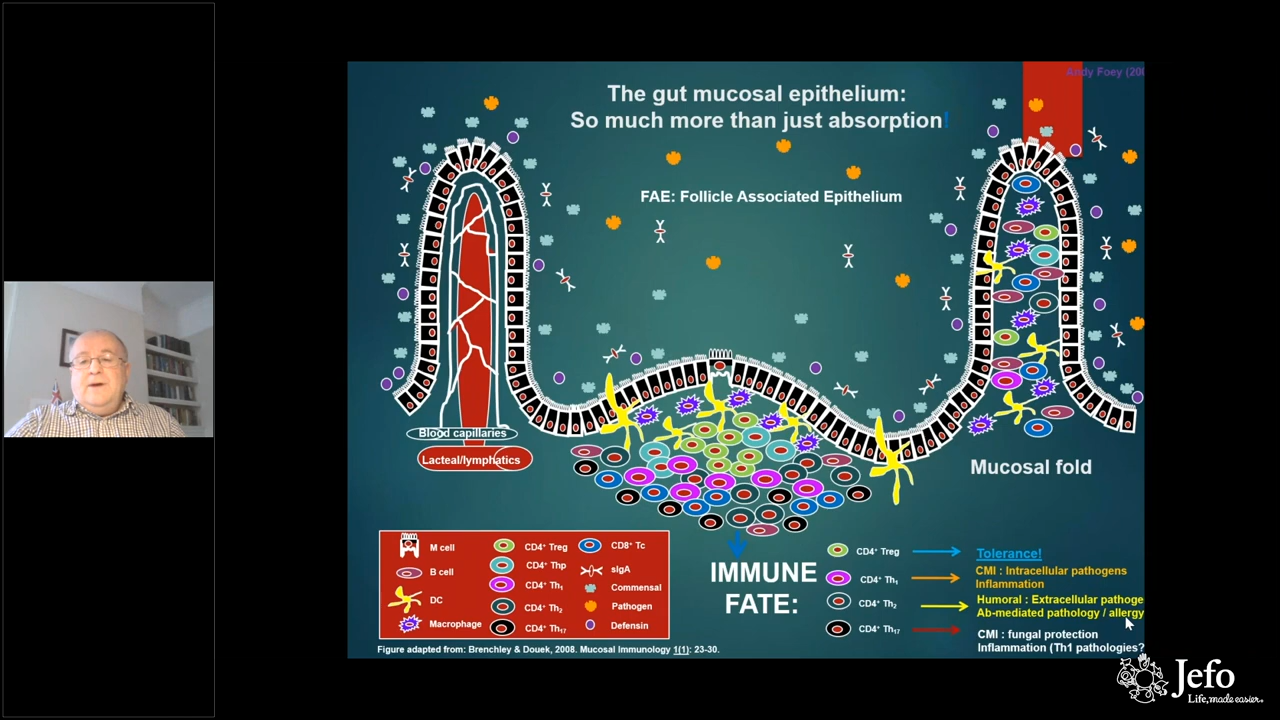 Andy Foey (200
The gut mucosal epithelium:
So much more than just absorption!
FAE: Follicle Associated Epithelium
Blood capillaries
Lacteal/lymphatics
Mucosal fold
M cell
B cell
DC
Macrophage
CD4⁺ Treg
CD4⁺ Thp
CD4⁺ Th₁
CD4⁺ Th₂
CD4⁺ Th₁₇
CD8⁺ Tc
sIgA
Commensal
Pathogen
Defensin
IMMUNE
FATE:
CD4⁺ Treg
Tolerance!
CD4⁺ Th₁
CMI : Intracellular pathogens
Inflammation
CD4⁺ Th₂
Humoral : Extracellular pathoge
Ab-mediated pathology / allergy
CD4⁺ Th₁₇
CMI : fungal protection
Inflammation (Th1 pathologies?
Figure adapted from: Brenchley & Douek, 2008. Mucosal Immunology 1(1): 23-30.
Jefo
Life, made easier.